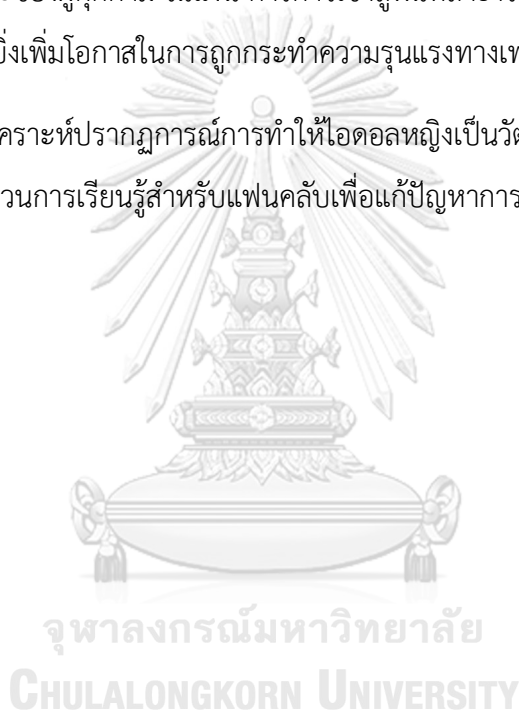 ยิ่งเพิ่มโอกาสในการถูกกระทำความรุนแรงทางเพ
คราะห์ปรากฏการณ์การทำให้ไอดอลหญิงเป็นวัต
วนการเรียนรู้สำหรับแฟนคลับเพื่อแก้ปัญหาการ
จุฬาลงกรณ์มหาวิทยาลัย
CHULALONGKORN UNIVERSITY